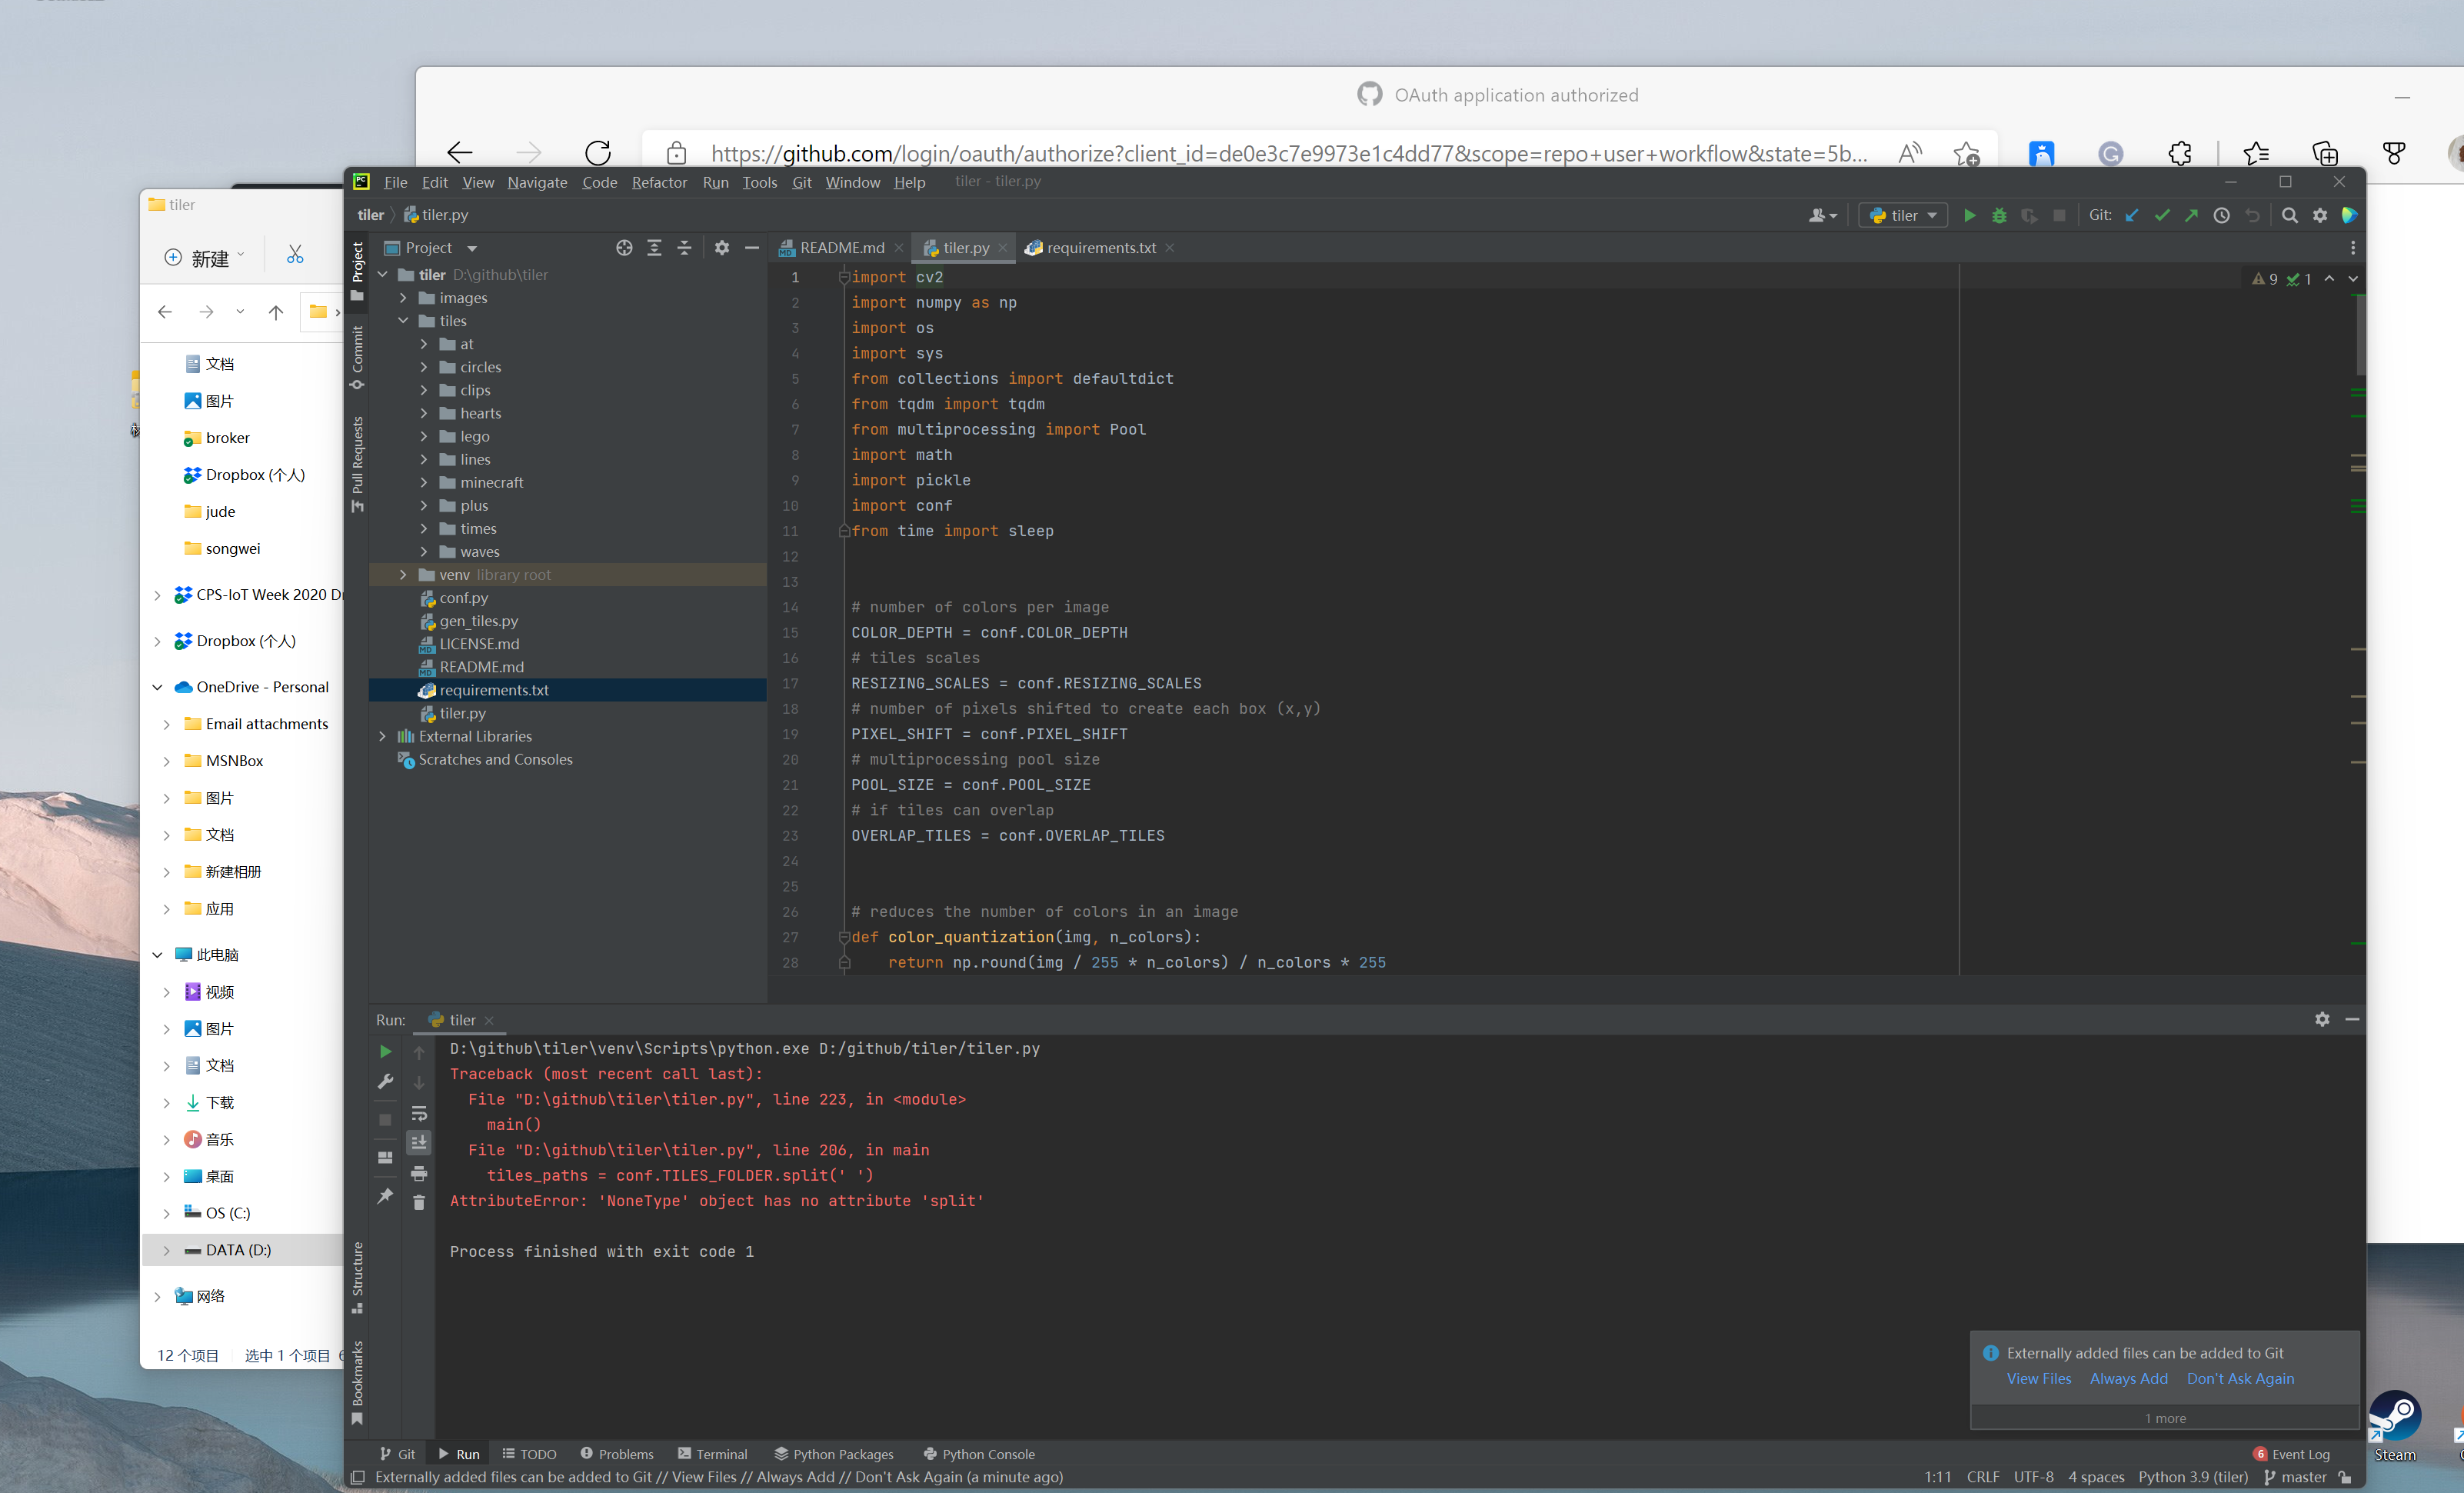 OAuth application authorized
https://github.com/login/oauth/authorize?client_id=de0e3c7e9973e1c4dd77&scope=repo+user+workflow&state=5b...
tiler
新建
文档
图片
broker
Dropbox (个人)
jude
songwei
CPS-IoT Week 2020 Dr
Dropbox (个人)
OneDrive - Personal
Email attachments
MSNBox
图片
文档
新建相册
应用
此电脑
视频
图片
文档
下载
音乐
桌面
OS (C:)
DATA (D:)
网络
12 个项目 选中 1 个项目 6
File Edit View Navigate Code Refactor Run Tools Git Window Help tiler - tiler.py
tiler tiler.py
tiler Git:
Project
README.md tiler.py requirements.txt
Project
Commit
Pull Requests
Structure
Bookmarks
tiler D:\github\tiler
images
tiles
at
circles
clips
hearts
lego
lines
minecraft
plus
times
waves
venv library root
conf.py
gen_tiles.py
LICENSE.md
README.md
requirements.txt
tiler.py
External Libraries
Scratches and Consoles
9 1
1 import cv2
2 import numpy as np
3 import os
4 import sys
5 from collections import defaultdict
6 from tqdm import tqdm
7 from multiprocessing import Pool
8 import math
9 import pickle
10 import conf
11 from time import sleep
12
13
14 # number of colors per image
15 COLOR_DEPTH = conf.COLOR_DEPTH
16 # tiles scales
17 RESIZING_SCALES = conf.RESIZING_SCALES
18 # number of pixels shifted to create each box (x,y)
19 PIXEL_SHIFT = conf.PIXEL_SHIFT
20 # multiprocessing pool size
21 POOL_SIZE = conf.POOL_SIZE
22 # if tiles can overlap
23 OVERLAP_TILES = conf.OVERLAP_TILES
24
25
26 # reduces the number of colors in an image
27 def color_quantization(img, n_colors):
28 return np.round(img / 255 * n_colors) / n_colors * 255
Run: tiler
D:\github\tiler\venv\Scripts\python.exe D:/github/tiler/tiler.py
Traceback (most recent call last):
File "D:\github\tiler\tiler.py", line 223, in <module>
main()
File "D:\github\tiler\tiler.py", line 206, in main
tiles_paths = conf.TILES_FOLDER.split(' ')
AttributeError: 'NoneType' object has no attribute 'split'
Process finished with exit code 1
Externally added files can be added to Git
View Files Always Add Don't Ask Again
1 more
Git Run TODO Problems Terminal Python Packages Python Console 6 Event Log
Externally added files can be added to Git // View Files // Always Add // Don't Ask Again (a minute ago)
1:11 CRLF UTF-8 4 spaces Python 3.9 (tiler) master
Steam